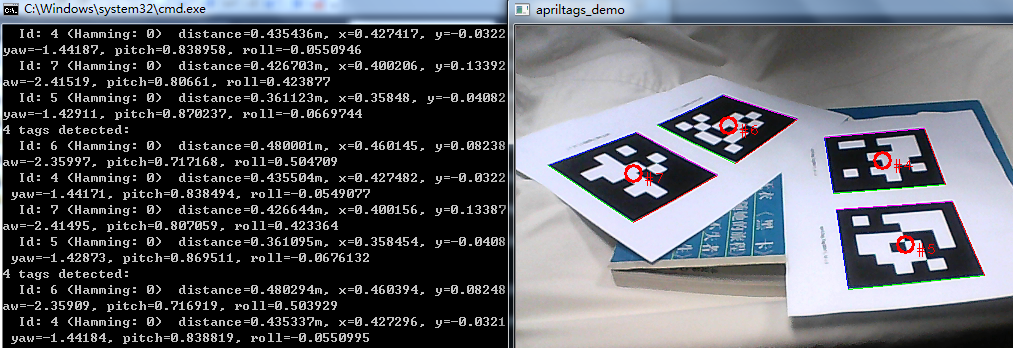 C:\Windows\system32\cmd.exe
Id: 4 (Hamming: 0)  distance=0.435436m, x=0.427417, y=-0.0322
yaw=-1.44187, pitch=0.838958, roll=-0.0550946
Id: 7 (Hamming: 0)  distance=0.426703m, x=0.400206, y=0.13392
aw=-2.41519, pitch=0.80661, roll=0.423877
Id: 5 (Hamming: 0)  distance=0.361123m, x=0.35848, y=-0.04082
yaw=-1.42911, pitch=0.870237, roll=-0.0669744
4 tags detected:
Id: 6 (Hamming: 0)  distance=0.480001m, x=0.460145, y=0.08238
aw=-2.35997, pitch=0.717168, roll=0.504709
Id: 4 (Hamming: 0)  distance=0.435504m, x=0.427482, y=-0.0322
yaw=-1.44171, pitch=0.838494, roll=-0.0549077
Id: 7 (Hamming: 0)  distance=0.426644m, x=0.400156, y=0.13387
aw=-2.41495, pitch=0.807059, roll=0.423364
Id: 5 (Hamming: 0)  distance=0.361095m, x=0.358454, y=-0.0408
yaw=-1.42873, pitch=0.869511, roll=-0.0676132
4 tags detected:
Id: 6 (Hamming: 0)  distance=0.480294m, x=0.460394, y=0.08248
aw=-2.35909, pitch=0.716919, roll=0.503929
Id: 4 (Hamming: 0)  distance=0.435337m, x=0.427296, y=-0.0321
yaw=-1.44184, pitch=0.838819, roll=-0.0550995
apriltags_demo
#6
#7
#4
#5